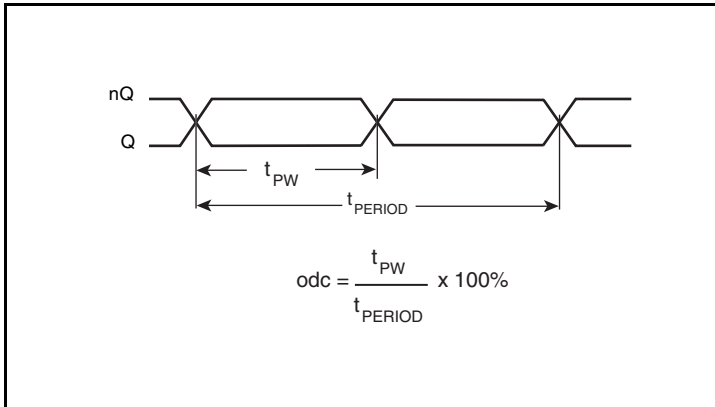 nQ
Q
tPW
tPERIOD
odc = tPW / tPERIOD x 100%